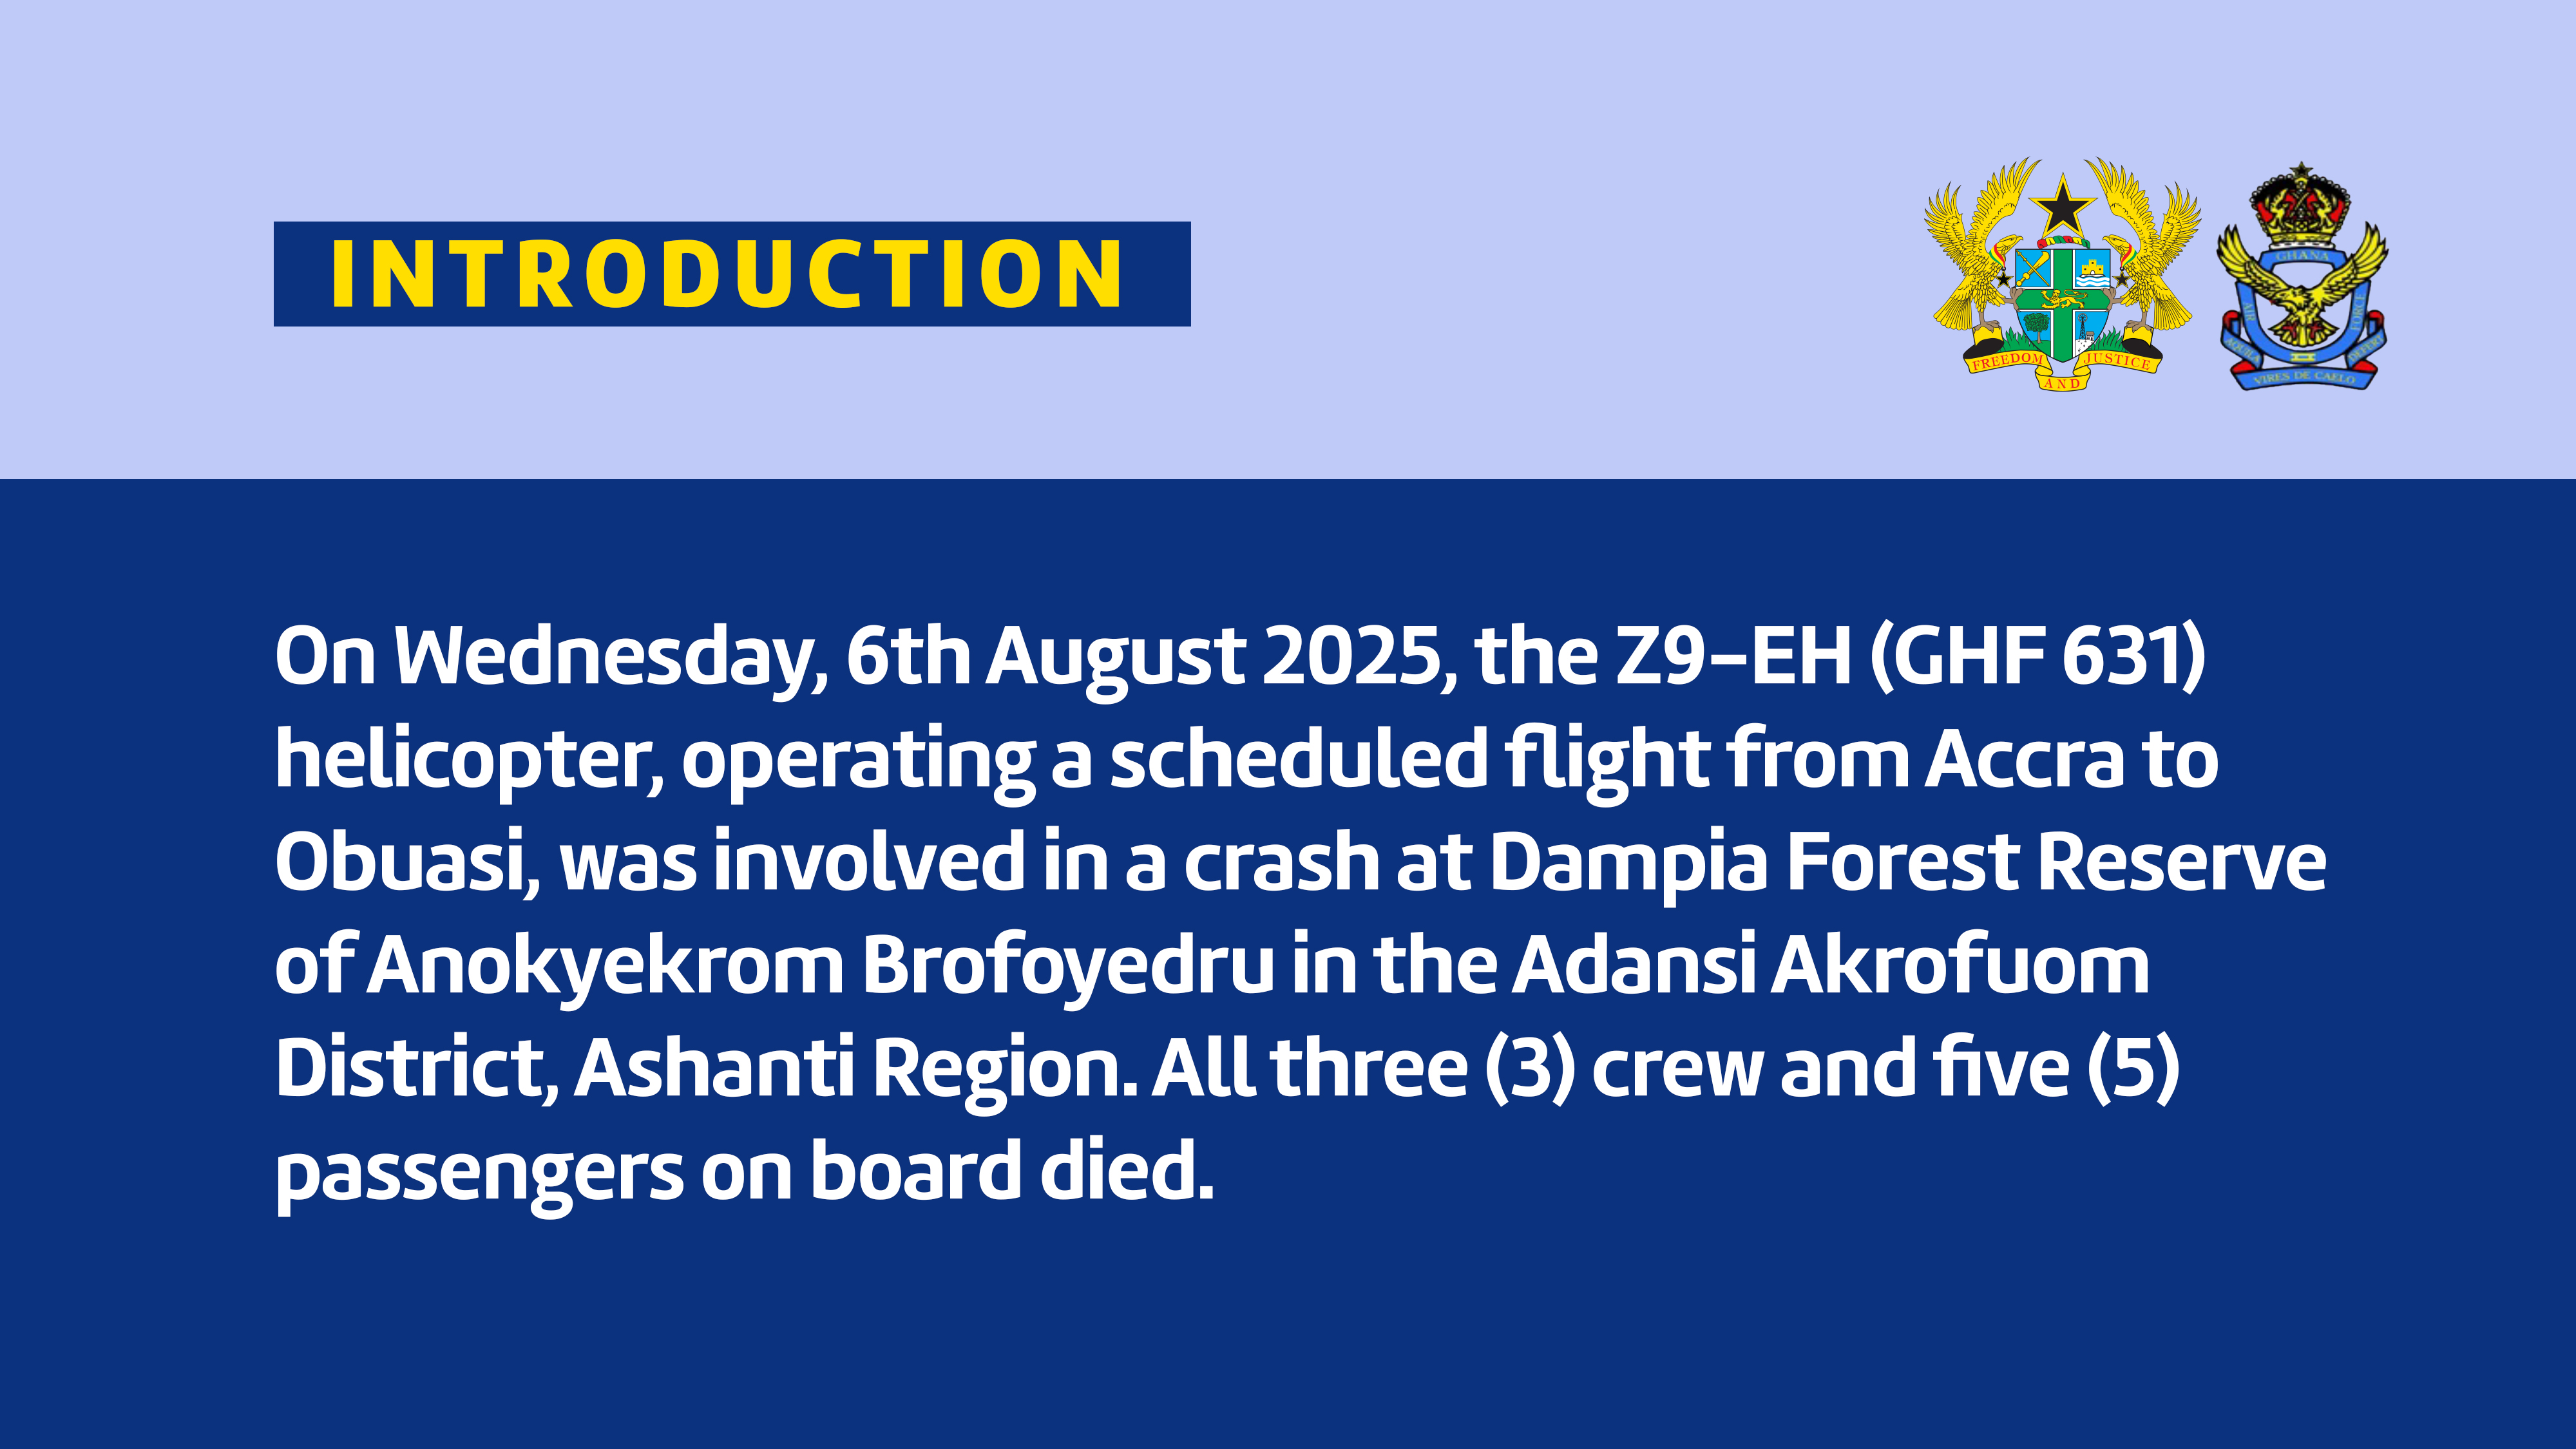 INTRODUCTION
FREEDOM AND JUSTICE
GHANA
AIR FORCE
AQUILA DEFERT
VIRES DE CAELO
On Wednesday, 6th August 2025, the Z9-EH (GHF 631)
helicopter, operating a scheduled flight from Accra to
Obuasi, was involved in a crash at Dampia Forest Reserve
of Anokyekrom Brofoyedru in the Adansi Akrofuom
District, Ashanti Region. All three (3) crew and five (5)
passengers on board died.